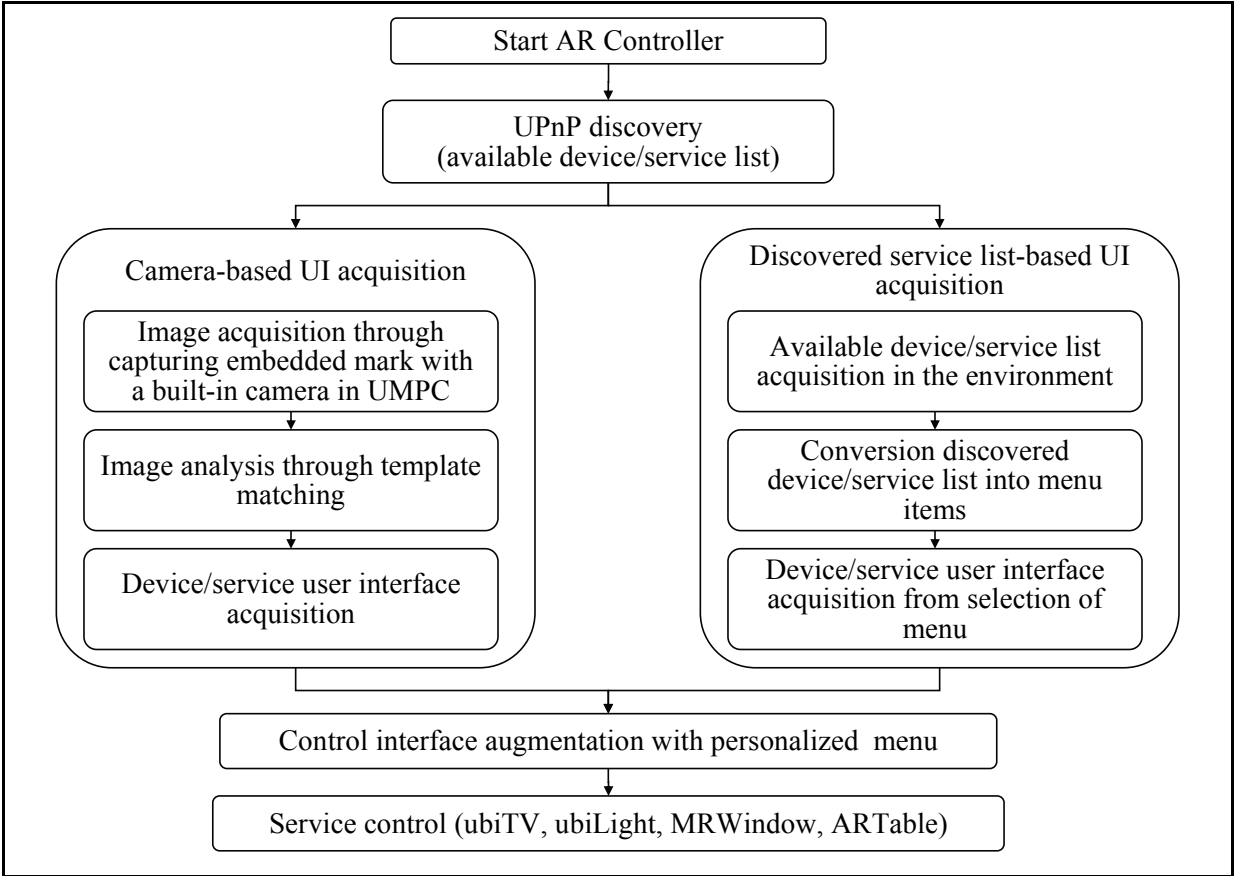 Start AR Controller
UPnP discovery
(available device/service list)
Camera-based UI acquisition
Image acquisition through
capturing embedded mark with
a built-in camera in UMPC
Image analysis through template
matching
Device/service user interface
acquisition
Discovered service list-based UI
acquisition
Available device/service list
acquisition in the environment
Conversion discovered
device/service list into menu
items
Device/service user interface
acquisition from selection of
menu
Control interface augmentation with personalized menu
Service control (ubiTV, ubiLight, MRWindow, ARTable)